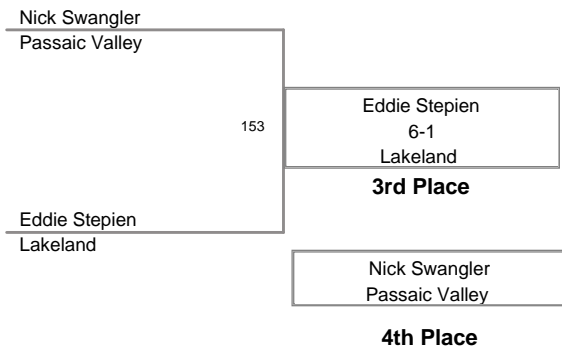 Nick Swangler
Passaic Valley
153
Eddie Stepien
6-1
Lakeland
3rd Place
Eddie Stepien
Lakeland
Nick Swangler
Passaic Valley
4th Place